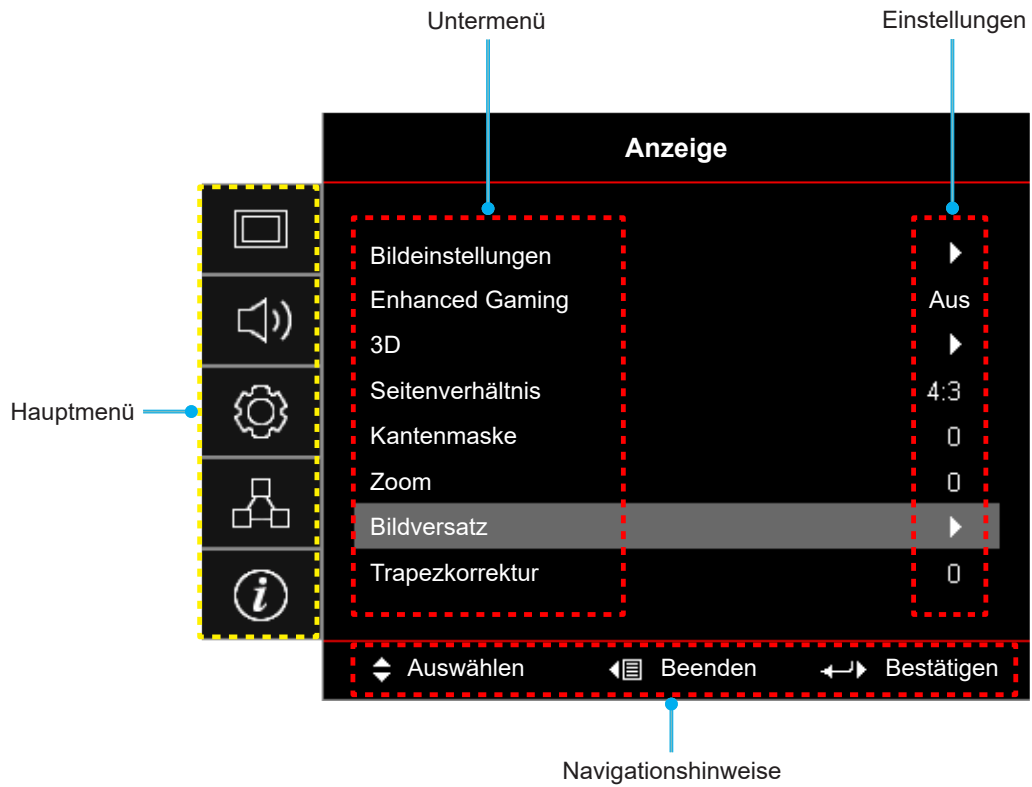 Untermenü
Einstellungen
Anzeige
Bildeinstellungen
Enhanced Gaming Aus
3D
Seitenverhältnis 4:3
Hauptmenü
Kantenmaske 0
Zoom 0
Bildversatz
Trapezkorrektur 0
i
Auswählen Beenden Bestätigen
Navigationshinweise